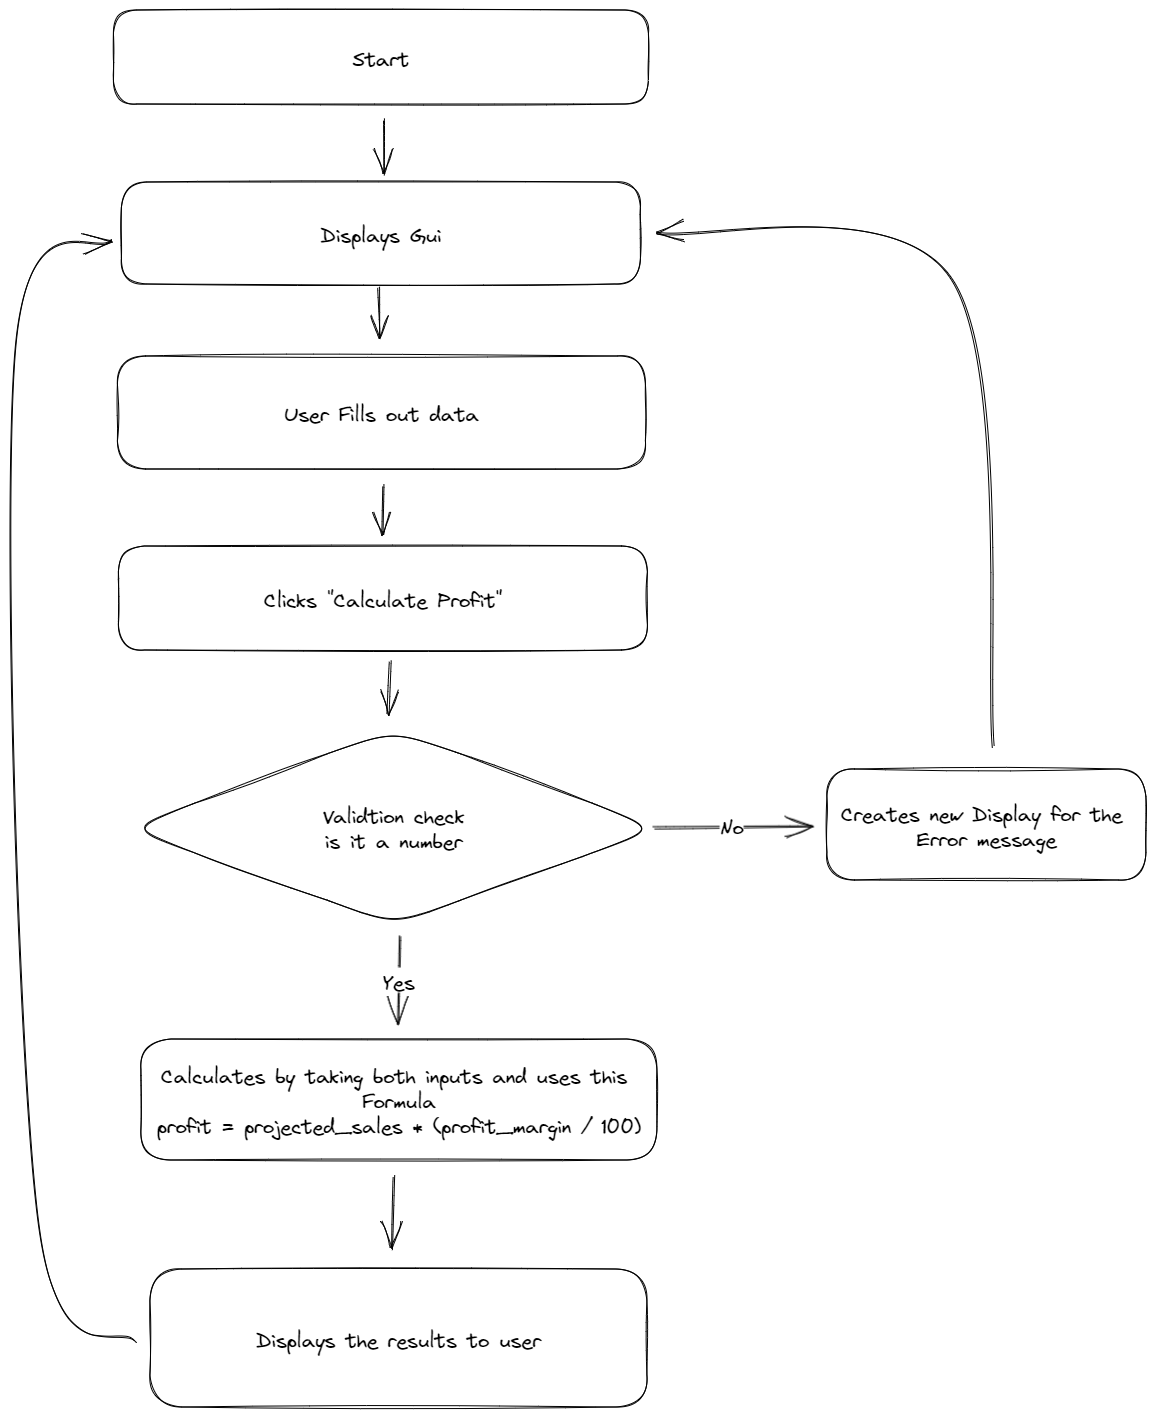 Start
Displays Gui
User Fills out data
Clicks "Calculate Profit"
Validtion check
is it a number
No
Creates new Display for the
Error message
Yes
Calculates by taking both inputs and uses this
Formula
profit = projected_sales * (profit_margin / 100)
Displays the results to user